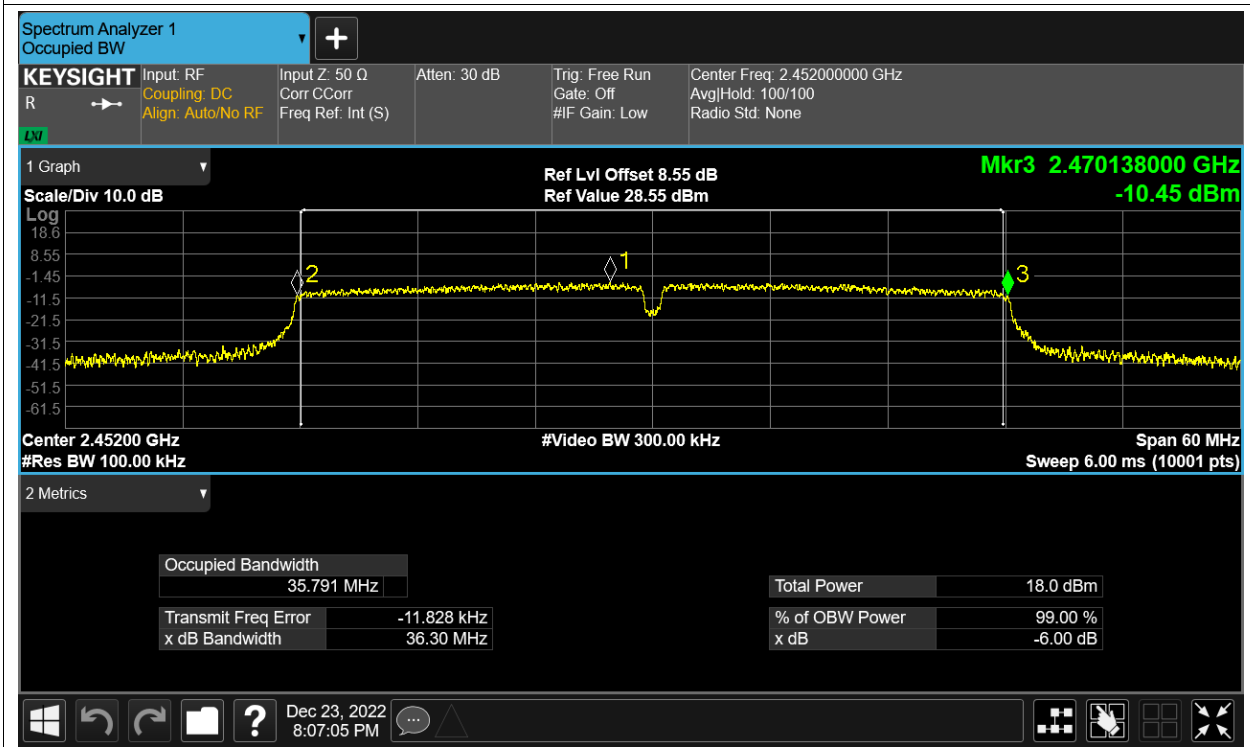 Spectrum Analyzer 1
Occupied BW
KEYSIGHT Input: RF Input Z: 50 Ω Atten: 30 dB Trig: Free Run Center Freq: 2.452000000 GHz
R Coupling: DC Corr CCorr Gate: Off Avg|Hold: 100/100
Align: Auto/No RF Freq Ref: Int (S) #IF Gain: Low Radio Std: None
LXI
1 Graph Ref Lvl Offset 8.55 dB Mkr3 2.470138000 GHz
Scale/Div 10.0 dB Ref Value 28.55 dBm -10.45 dBm
Log
18.6
8.55
-1.45
-11.5
-21.5
-31.5
-41.5
-51.5
-61.5
2
1
3
Center 2.45200 GHz #Video BW 300.00 kHz Span 60 MHz
#Res BW 100.00 kHz Sweep 6.00 ms (10001 pts)
2 Metrics
Occupied Bandwidth
35.791 MHz Total Power 18.0 dBm
Transmit Freq Error -11.828 kHz % of OBW Power 99.00 %
x dB Bandwidth 36.30 MHz x dB -6.00 dB
Dec 23, 2022
8:07:05 PM